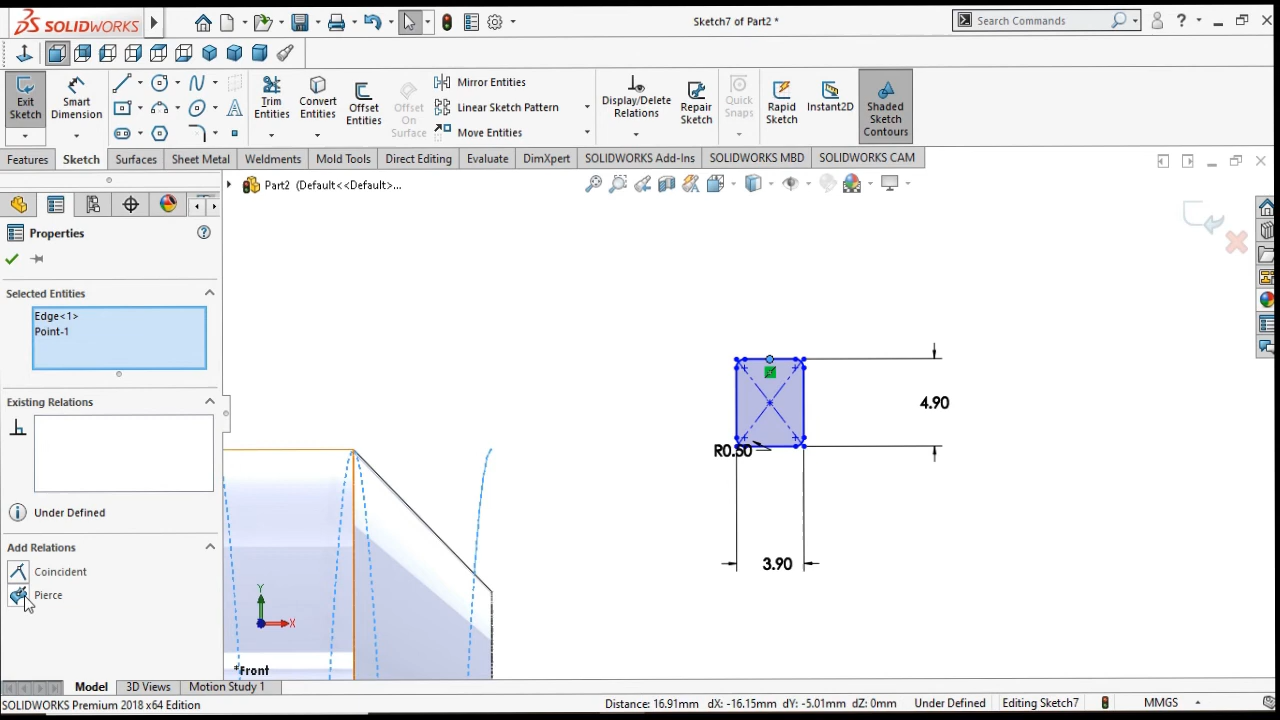 SOLIDWORKS
Sketch7 of Part2 *
Search Commands
?
Exit Sketch
Smart Dimension
Trim Entities
Convert Entities
Offset Entities
Offset On Surface
Mirror Entities
Linear Sketch Pattern
Move Entities
Display/Delete Relations
Repair Sketch
Quick Snaps
Rapid Sketch
Instant2D
Shaded Sketch Contours
Features
Sketch
Surfaces
Sheet Metal
Weldments
Mold Tools
Direct Editing
Evaluate
DimXpert
SOLIDWORKS Add-Ins
SOLIDWORKS MBD
SOLIDWORKS CAM
Part2 (Default<<Default>...
Properties
?
Selected Entities
Edge<1>
Point-1
Existing Relations
Under Defined
Add Relations
Coincident
Pierce
4.90
R0.50
3.90
Y
X
*Front
Model
3D Views
Motion Study 1
SOLIDWORKS Premium 2018 x64 Edition
Distance: 16.91mm dX: -16.15mm dY: -5.01mm dZ: 0mm
Under Defined
Editing Sketch7
MMGS